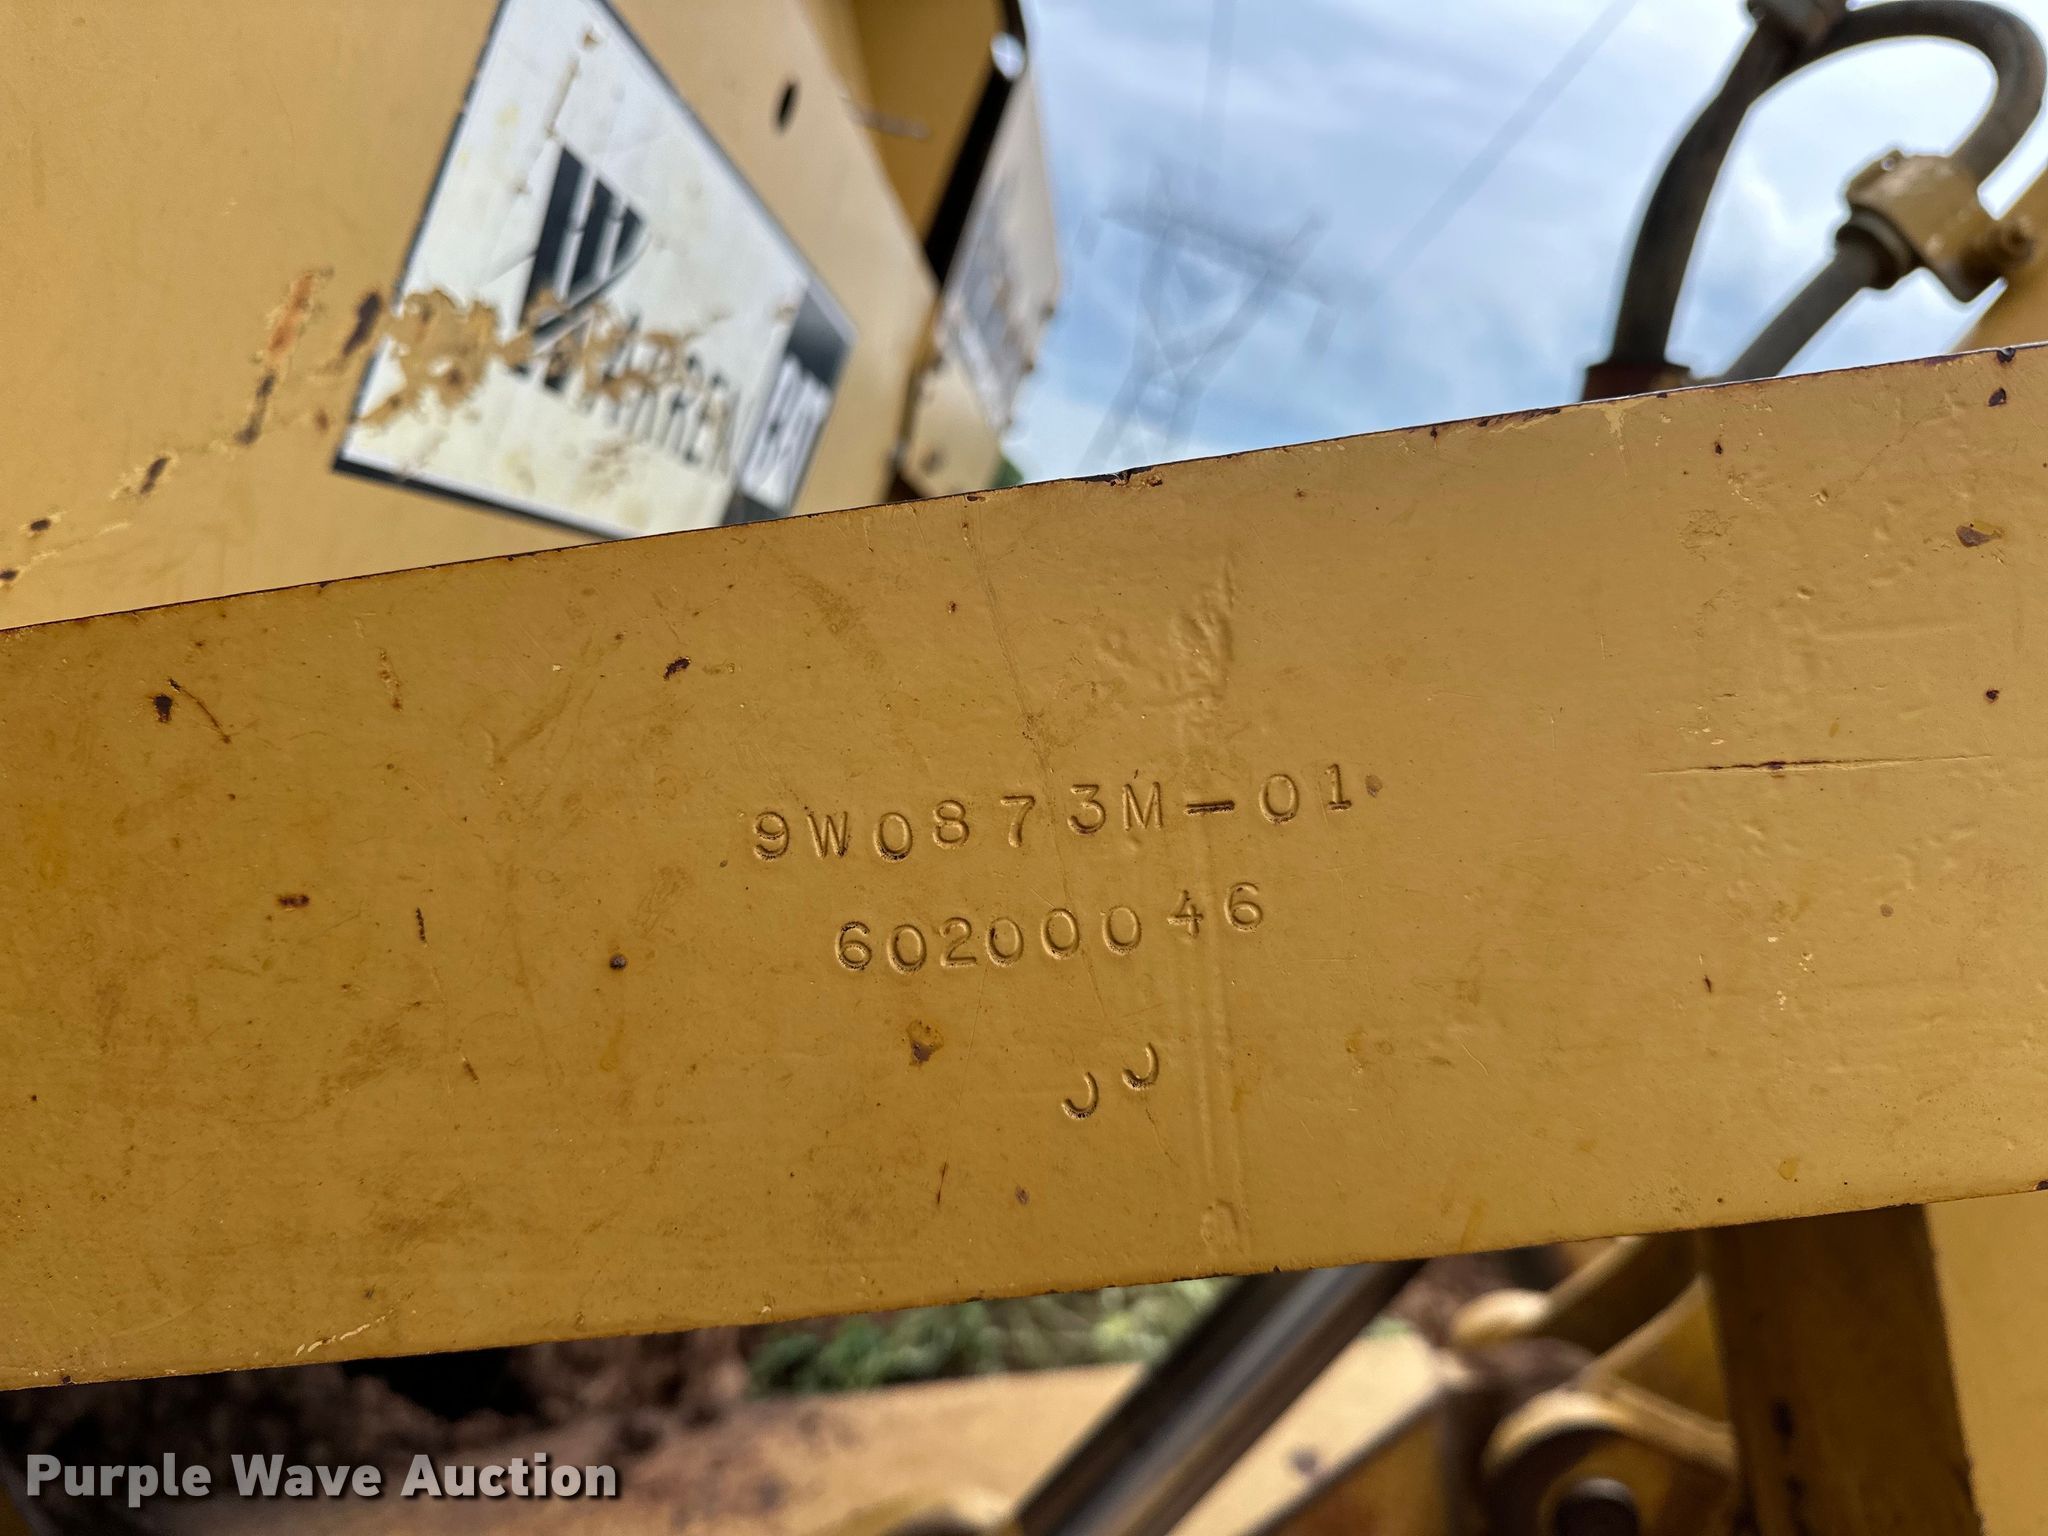 WARREN
CAT
9W0873M-01
60200046
JJ
Purple Wave Auction